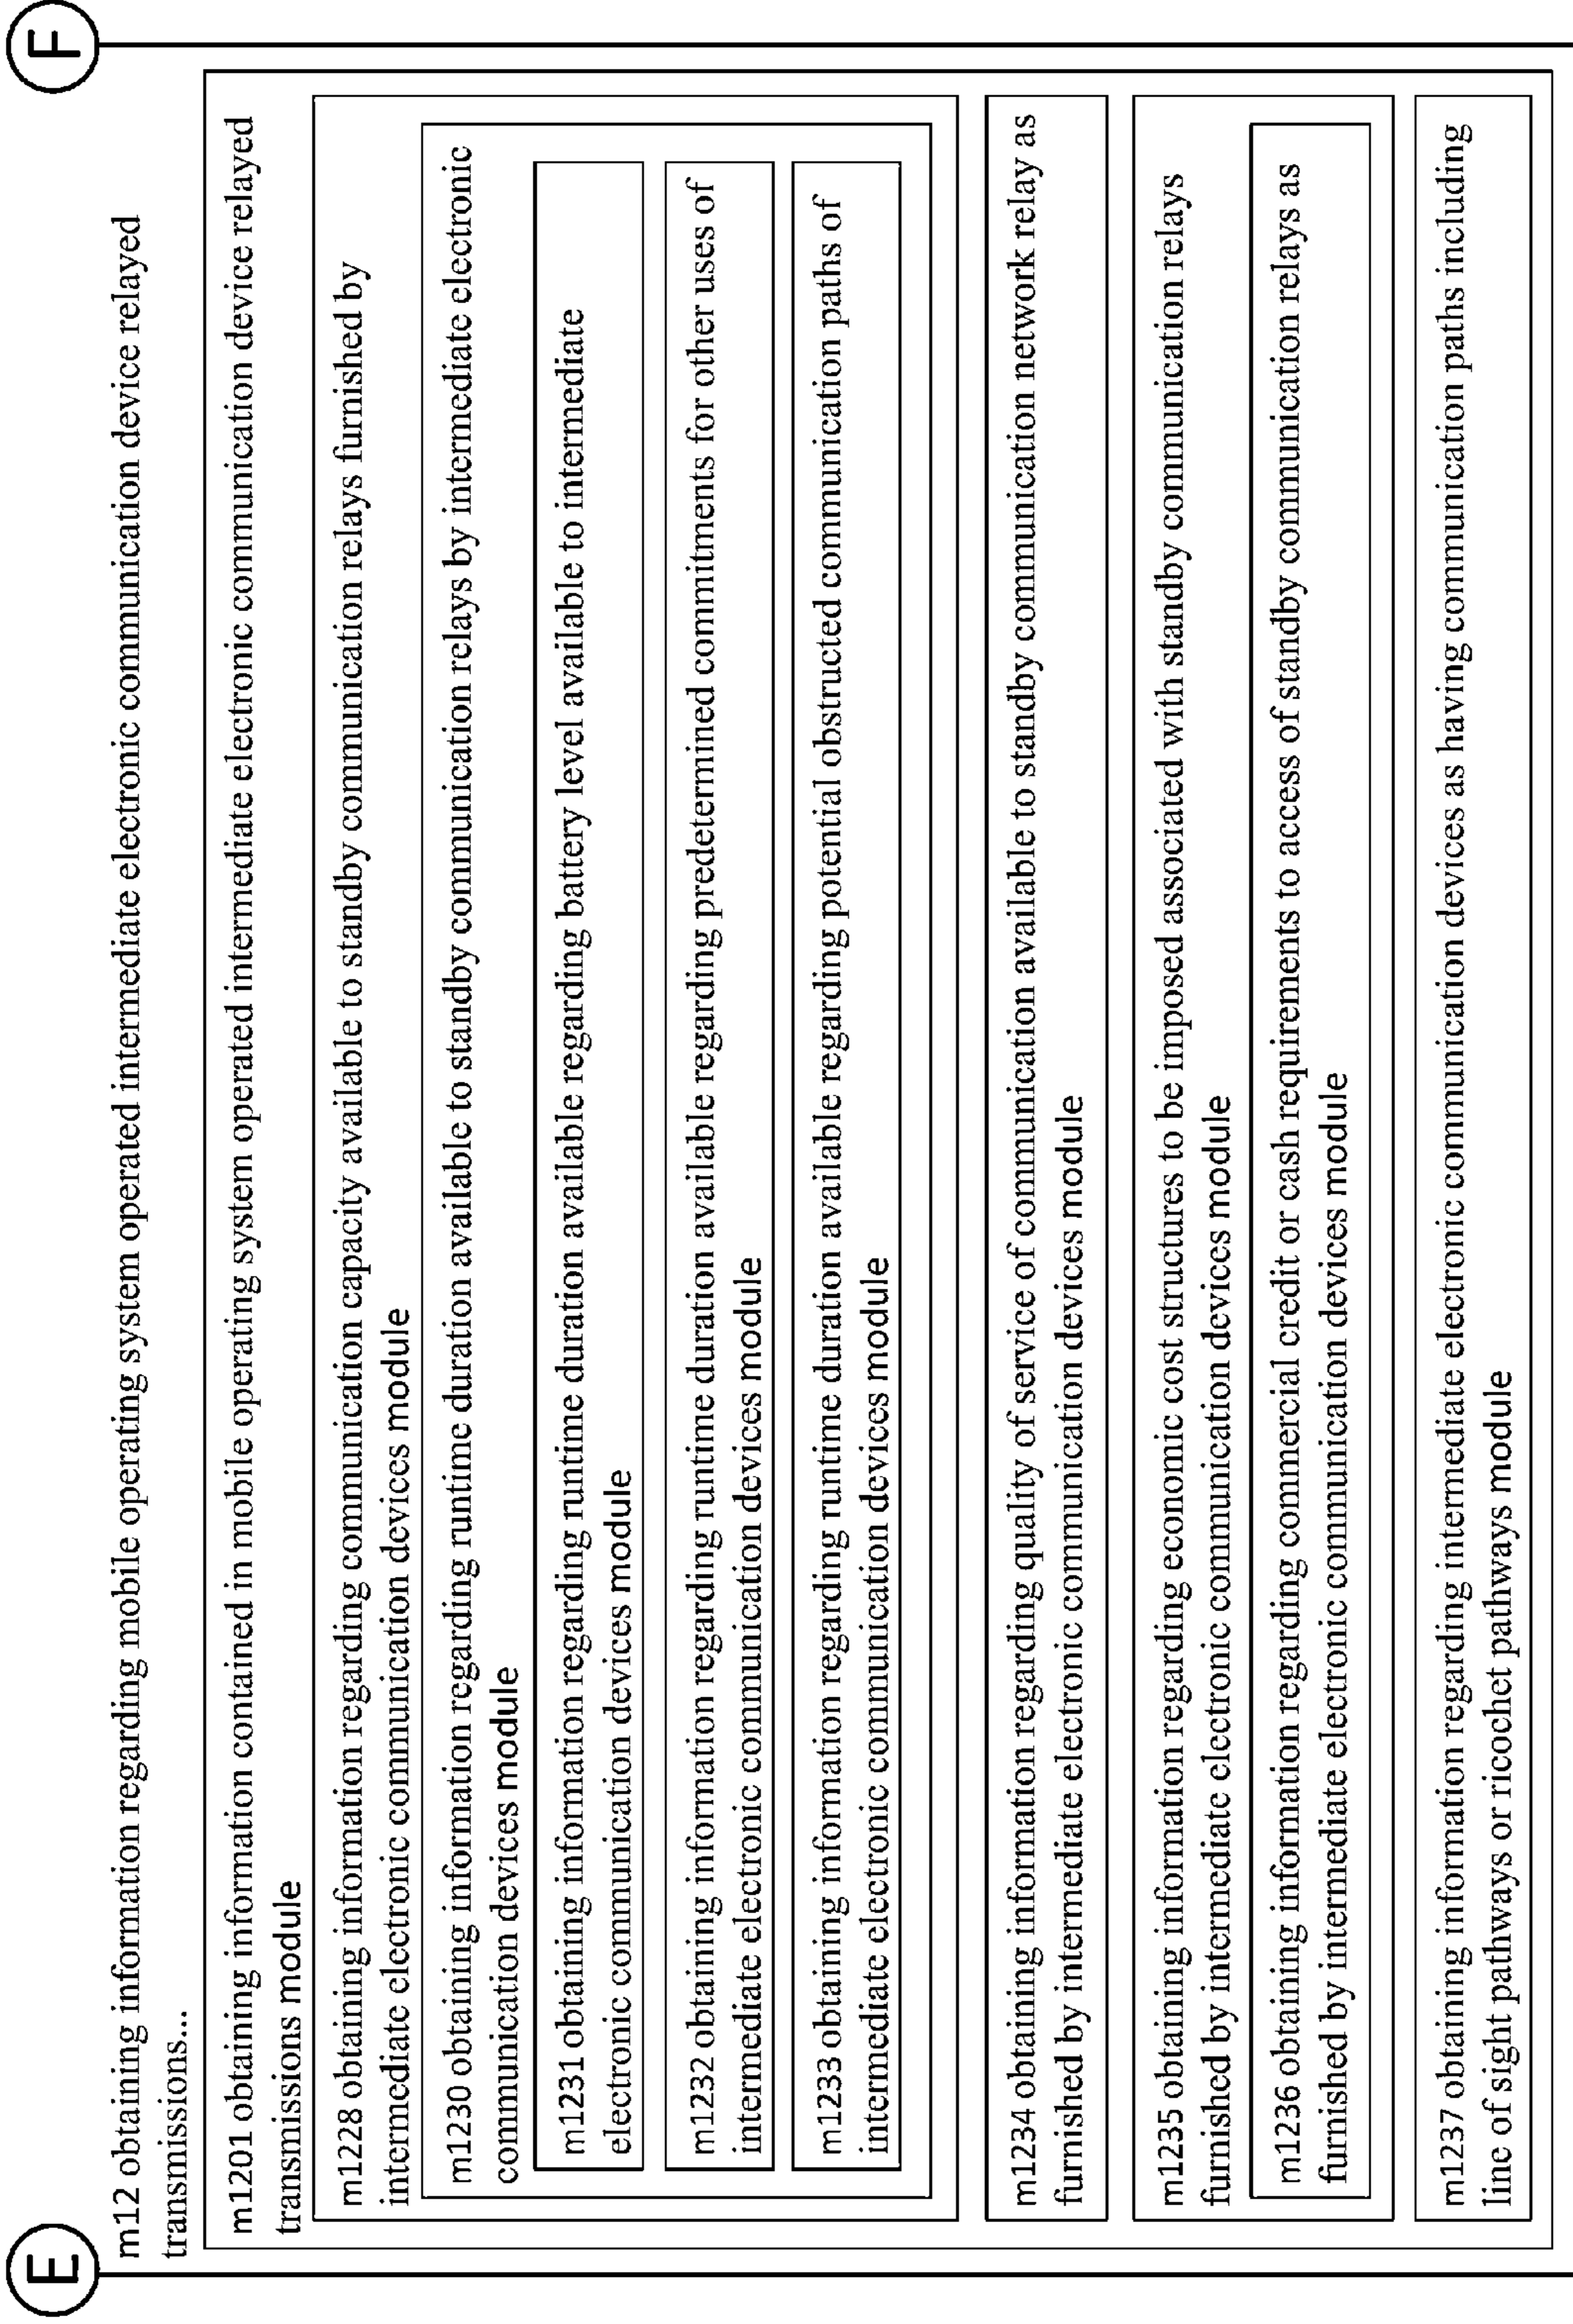 E
F
m12 obtaining information regarding mobile operating system operated intermediate electronic communication device relayed
transmissions...
m1201 obtaining information contained in mobile operating system operated intermediate electronic communication device relayed
transmissions module
m1228 obtaining information regarding communication capacity available to standby communication relays furnished by
intermediate electronic communication devices module
m1230 obtaining information regarding runtime duration available to standby communication relays by intermediate electronic
communication devices module
m1231 obtaining information regarding runtime duration available regarding battery level available to intermediate
electronic communication devices module
m1232 obtaining information regarding runtime duration available regarding predetermined commitments for other uses of
intermediate electronic communication devices module
m1233 obtaining information regarding runtime duration available regarding potential obstructed communication paths of
intermediate electronic communication devices module
m1234 obtaining information regarding quality of service of communication available to standby communication network relay as
furnished by intermediate electronic communication devices module
m1235 obtaining information regarding economic cost structures to be imposed associated with standby communication relays
furnished by intermediate electronic communication devices module
m1236 obtaining information regarding commercial credit or cash requirements to access of standby communication relays as
furnished by intermediate electronic communication devices module
m1237 obtaining information regarding intermediate electronic communication devices as having communication paths including
line of sight pathways or ricochet pathways module